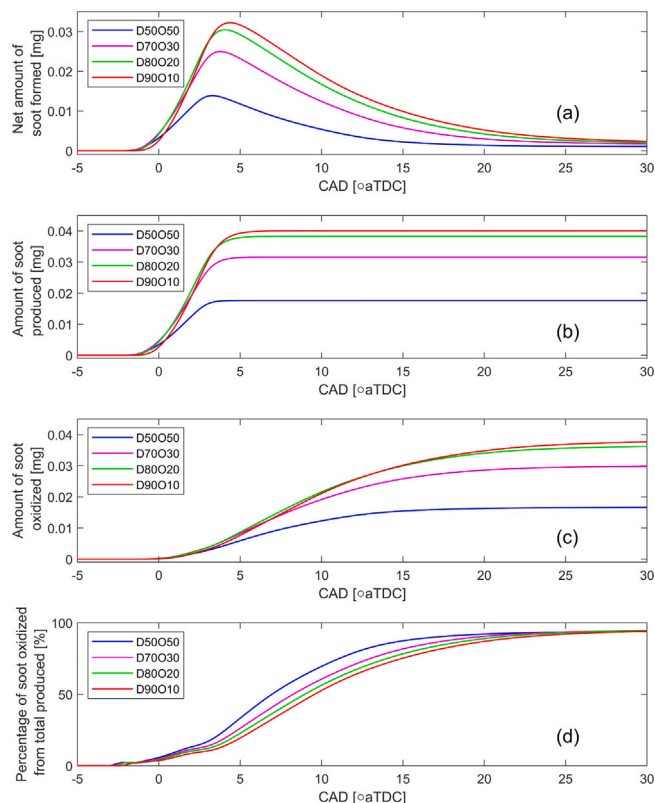 Net amount of
soot formed [mg]
0.03
0.02
0.01
0
D50O50
D70O30
D80O20
D90O10
(a)
-5 0 5 10 15 20 25 30
CAD [○aTDC]
Amount of soot
produced [mg]
0.04
0.03
0.02
0.01
0
D50O50
D70O30
D80O20
D90O10
(b)
-5 0 5 10 15 20 25 30
CAD [○aTDC]
Amount of soot
oxidized [mg]
0.04
0.03
0.02
0.01
0
D50O50
D70O30
D80O20
D90O10
(c)
-5 0 5 10 15 20 25 30
CAD [○aTDC]
Percentage of soot oxidized
from total produced [%]
100
50
0
D50O50
D70O30
D80O20
D90O10
(d)
-5 0 5 10 15 20 25 30
CAD [○aTDC]